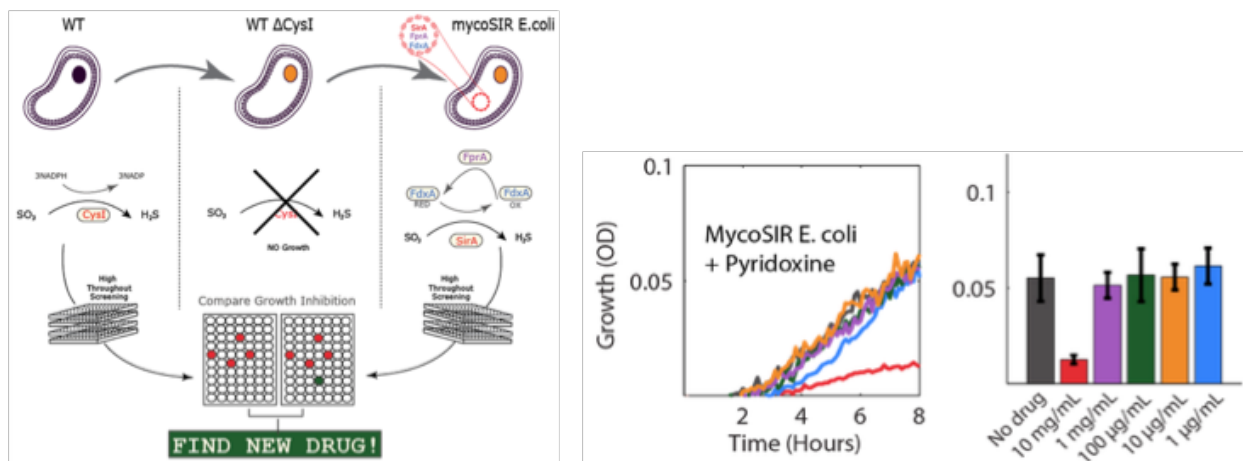 WT
WT ΔCysI
mycoSIR E.coli
SirA
FprA
FdxA
3NADPH
3NADP
SO₃
H₂S
CysI
SO₃
CysI
H₂S
NO Growth
FprA
FdxA
RED
FdxA
OX
SO₃
H₂S
SirA
High
Throughout
Screening
Compare Growth Inhibition
High
Throughout
Screening
FIND NEW DRUG!
0.1
0.05
Growth (OD)
MycoSIR E. coli
+ Pyridoxine
2
4
6
8
Time (Hours)
0.1
0.05
No drug
10 mg/mL
1 mg/mL
100 µg/mL
10 µg/mL
1 µg/mL